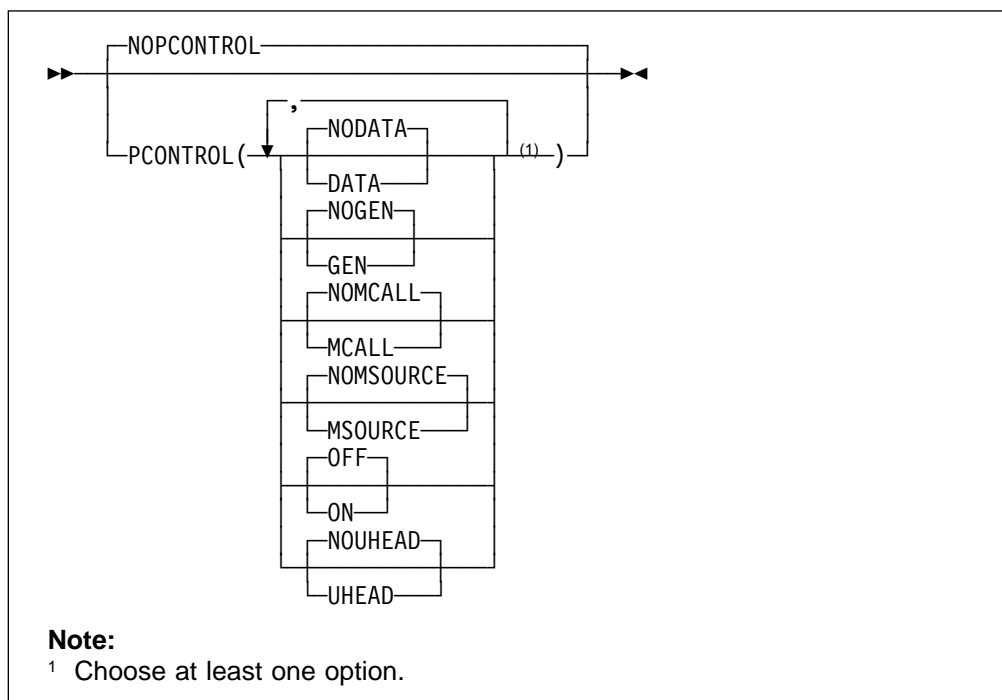 NOPCONTROL
,
NODATA
PCONTROL( (1) )
DATA
NOGEN
GEN
NOMCALL
MCALL
NOMSOURCE
MSOURCE
OFF
ON
NOUHEAD
UHEAD
Note:
1 Choose at least one option.